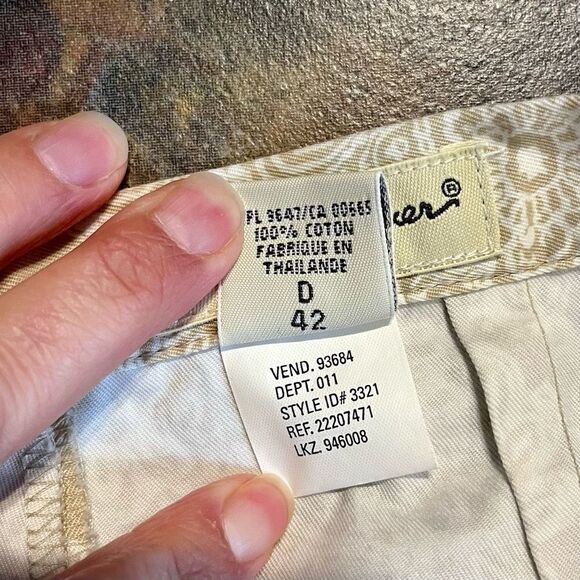 PL 9647/CA 00665
100% COTON
FABRIQUE EN
THAILANDE
D
42
®
VEND. 93684
DEPT. 011
STYLE ID# 3321
REF. 22207471
LKZ. 946008